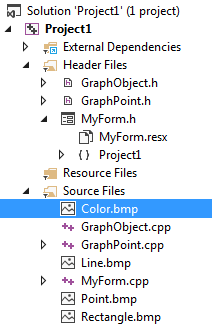 Solution 'Project1' (1 project)
Project1
External Dependencies
Header Files
GraphObject.h
GraphPoint.h
MyForm.h
MyForm.resx
Project1
Resource Files
Source Files
Color.bmp
GraphObject.cpp
GraphPoint.cpp
Line.bmp
MyForm.cpp
Point.bmp
Rectangle.bmp